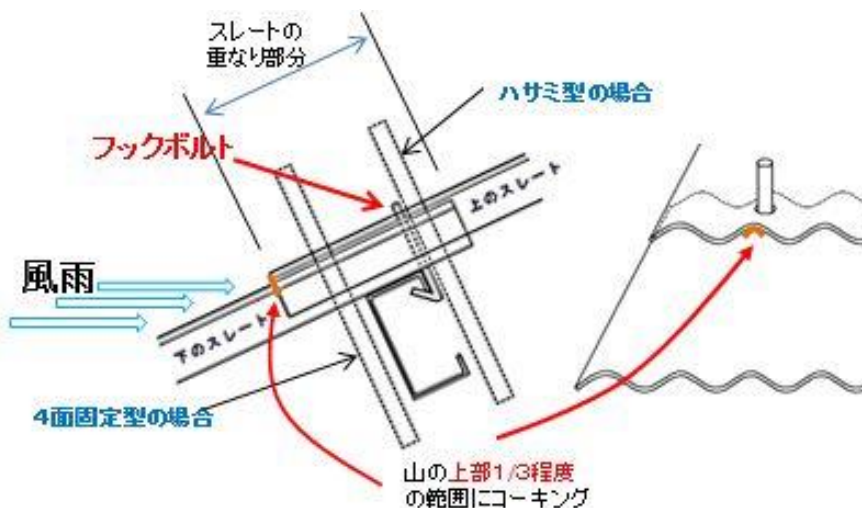 スレートの
重なり部分
ハサミ型の場合
フックボルト
上のスレート
風雨
下のスレート
4面固定型の場合
山の上部1/3程度
の範囲にコーキング